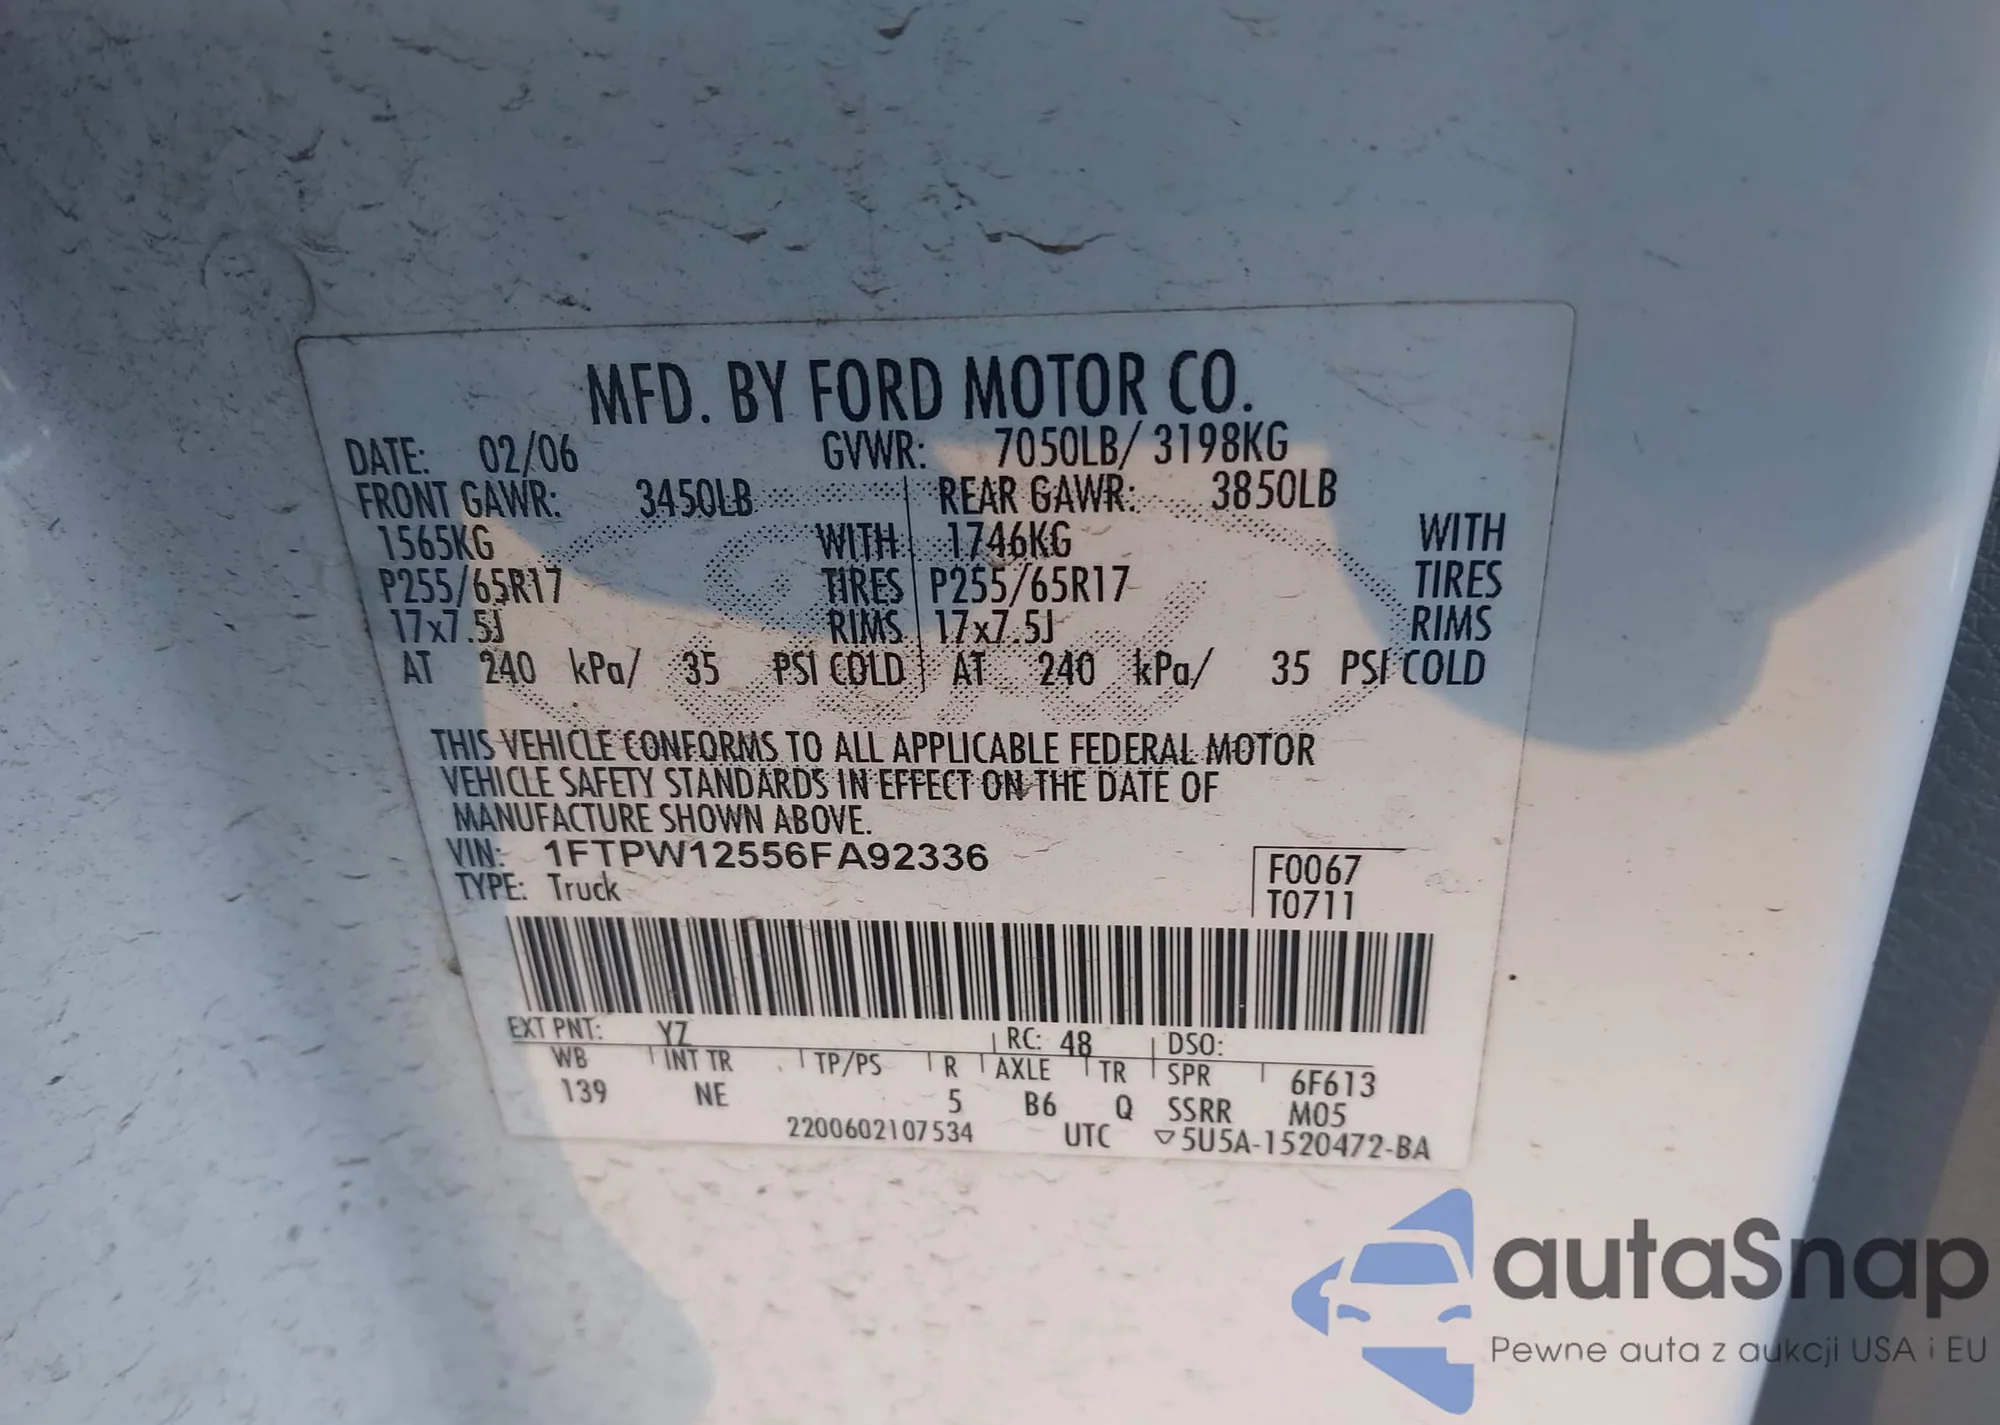 MFD. BY FORD MOTOR CO.
DATE: 02/06 GVWR: 7050LB/ 3198KG
FRONT GAWR: 3450LB REAR GAWR: 3850LB
1565KG WITH 1746KG WITH
P255/65R17 TIRES P255/65R17 TIRES
17x7.5J RIMS 17x7.5J RIMS
AT 240 kPa/ 35 PSI COLD AT 240 kPa/ 35 PSI COLD
THIS VEHICLE CONFORMS TO ALL APPLICABLE FEDERAL MOTOR
VEHICLE SAFETY STANDARDS IN EFFECT ON THE DATE OF
MANUFACTURE SHOWN ABOVE.
VIN: 1FTPW12556FA92336 F0067
TYPE: Truck T0711
EXT PNT: YZ RC: 48 DSO:
WB INT TR TP/PS R AXLE TR SPR 6F613
139 NE 5 B6 Q SSRR M05
2200602107534 UTC ▽5U5A-1520472-BA
autaSnap
Pewne auta z aukcji USA i EU